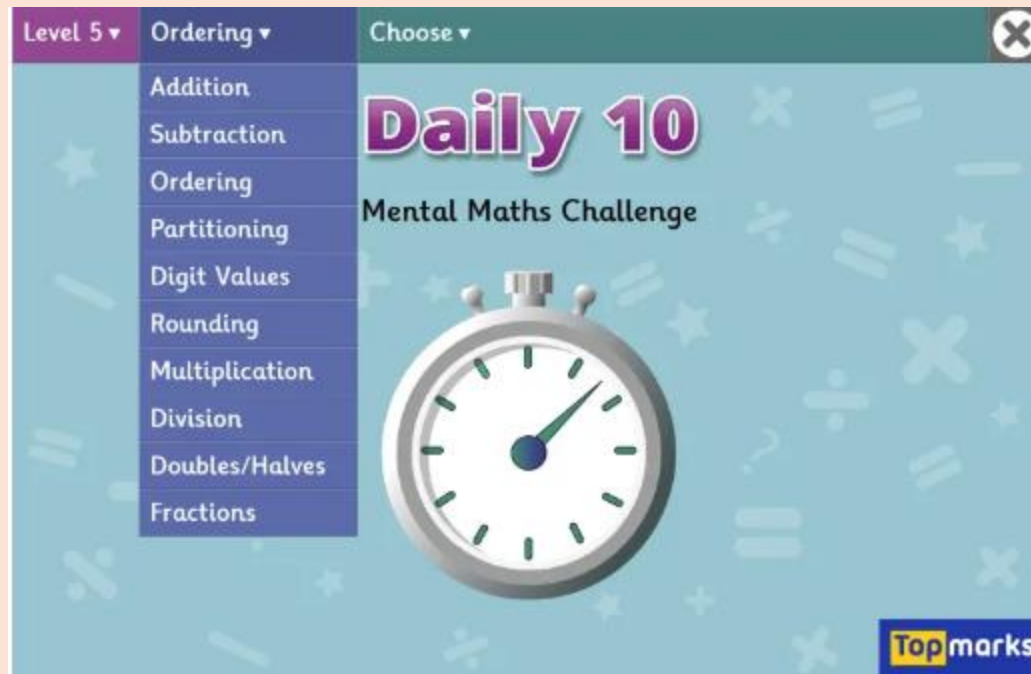 Level 5 ▾ Ordering ▾ Choose ▾
Addition
Subtraction
Ordering
Partitioning
Digit Values
Rounding
Multiplication
Division
Doubles/Halves
Fractions
Daily 10
Mental Maths Challenge
Topmarks